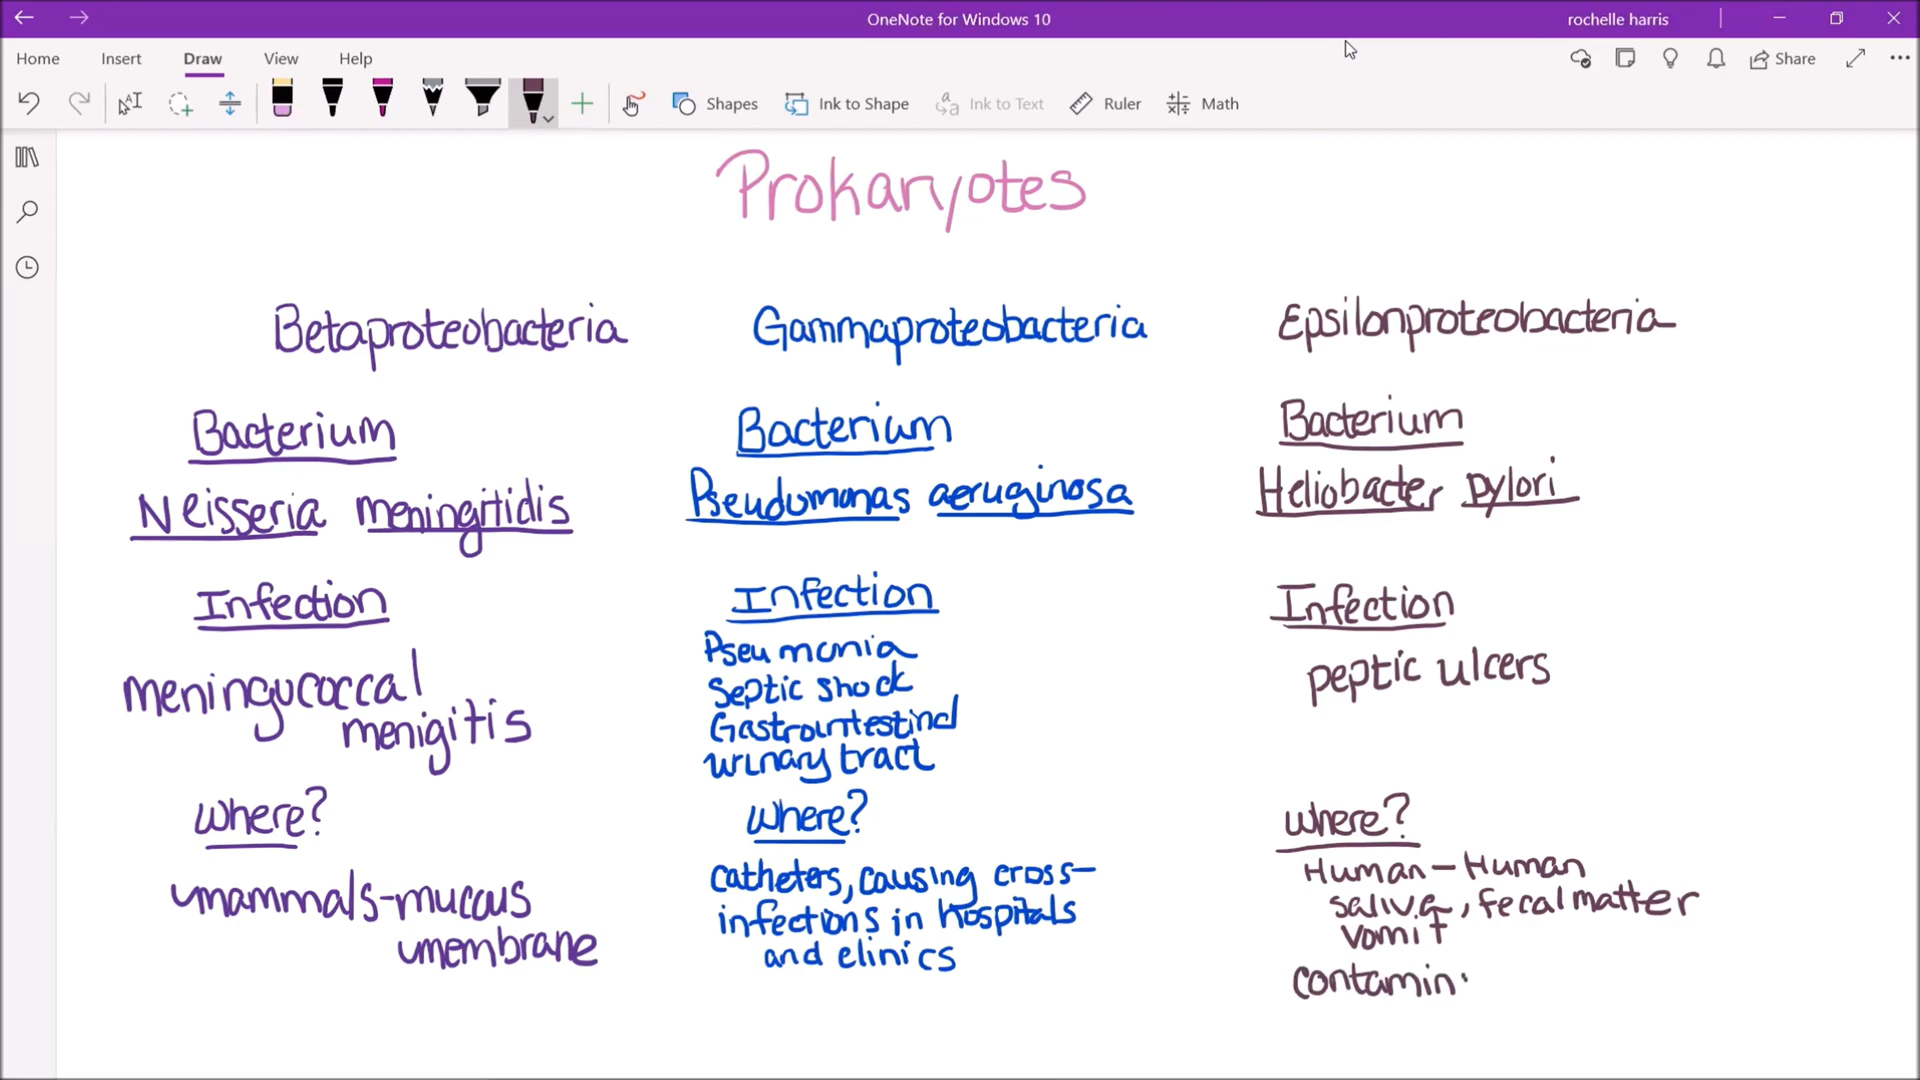 OneNote for Windows 10
rochelle harris
Home Insert Draw View Help
Share
Shapes Ink to Shape Ink to Text Ruler Math
Prokaryotes
Betaproteobacteria
Bacterium
Neisseria meningitidis
Infection
meningucoccal
menigitis
where?
mammals-mucous
membrane
Gammaproteobacteria
Bacterium
Pseudomonas aeruginosa
Infection
Pseumonia
Septic shock
Gastrointestinal
urinary tract
where?
catheters, causing cross-
infections in hospitals
and clinics
Epsilonproteobacteria
Bacterium
Heliobacter pylori
Infection
peptic ulcers
where?
Human-Human
saliva, fecal matter
vomit
contamin